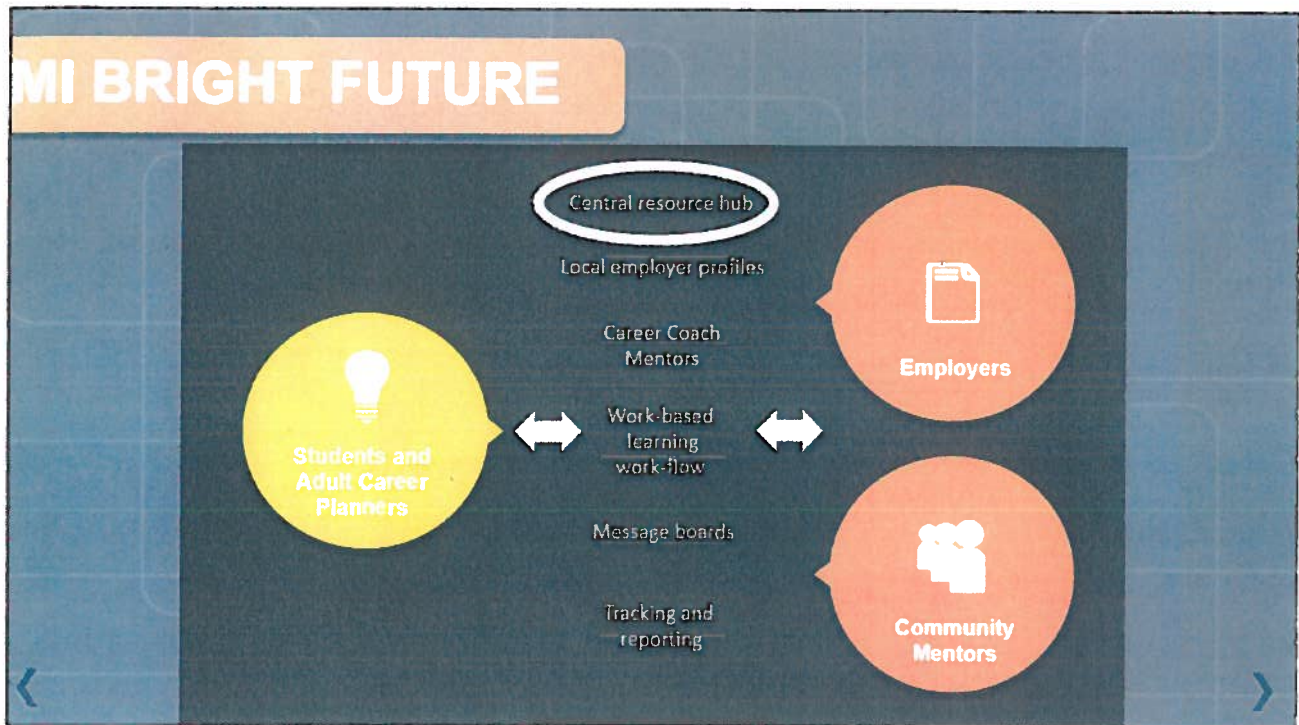 MI BRIGHT FUTURE
Central resource hub
Local employer profiles
Career Coach
Mentors
Work-based
learning
work-flow
Message boards
Tracking and
reporting
Students and
Adult Career
Planners
Employers
Community
Mentors